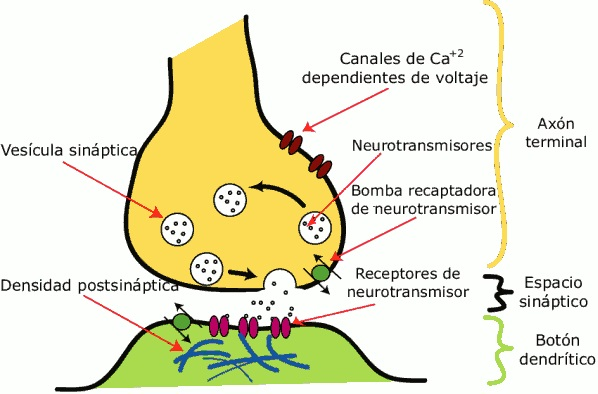 Canales de Ca+2
dependientes de voltaje
Axón
terminal
Vesícula sináptica
Neurotransmisores
Bomba recaptadora
de neurotransmisor
Densidad postsináptica
Receptores de
neurotransmisor
Espacio
sináptico
Botón
dendrítico